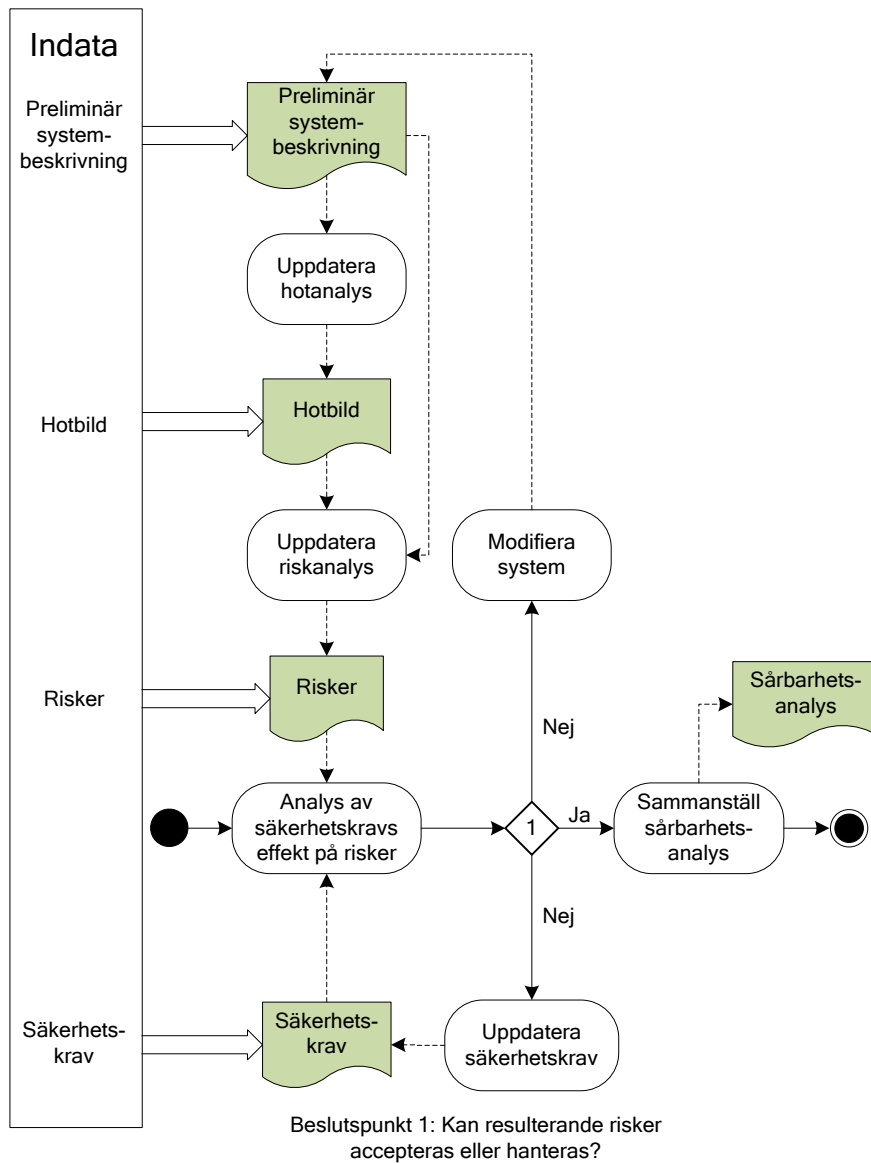 Indata
Preliminär
system-
beskrivning
Hotbild
Risker
Säkerhets-
krav
Preliminär
system-
beskrivning
Uppdatera
hotanalys
Hotbild
Uppdatera
riskanalys
Modifiera
system
Risker
Sårbarhets-
analys
Nej
Analys av
säkerhetskravs
effekt på risker
1
Ja
Sammanställ
sårbarhets-
analys
Nej
Säkerhets-
krav
Uppdatera
säkerhetskrav
Beslutspunkt 1: Kan resulterande risker
accepteras eller hanteras?